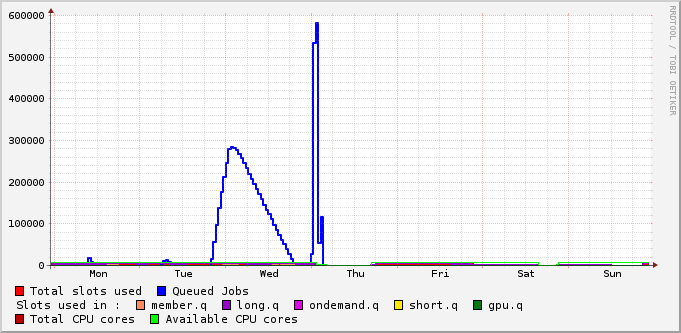 600000
500000
400000
300000
200000
100000
0
Mon Tue Wed Thu Fri Sat Sun
RRDTOOL / TOBI OETIKER
Total slots used Queued Jobs
Slots used in : member.q long.q ondemand.q short.q gpu.q
Total CPU cores Available CPU cores